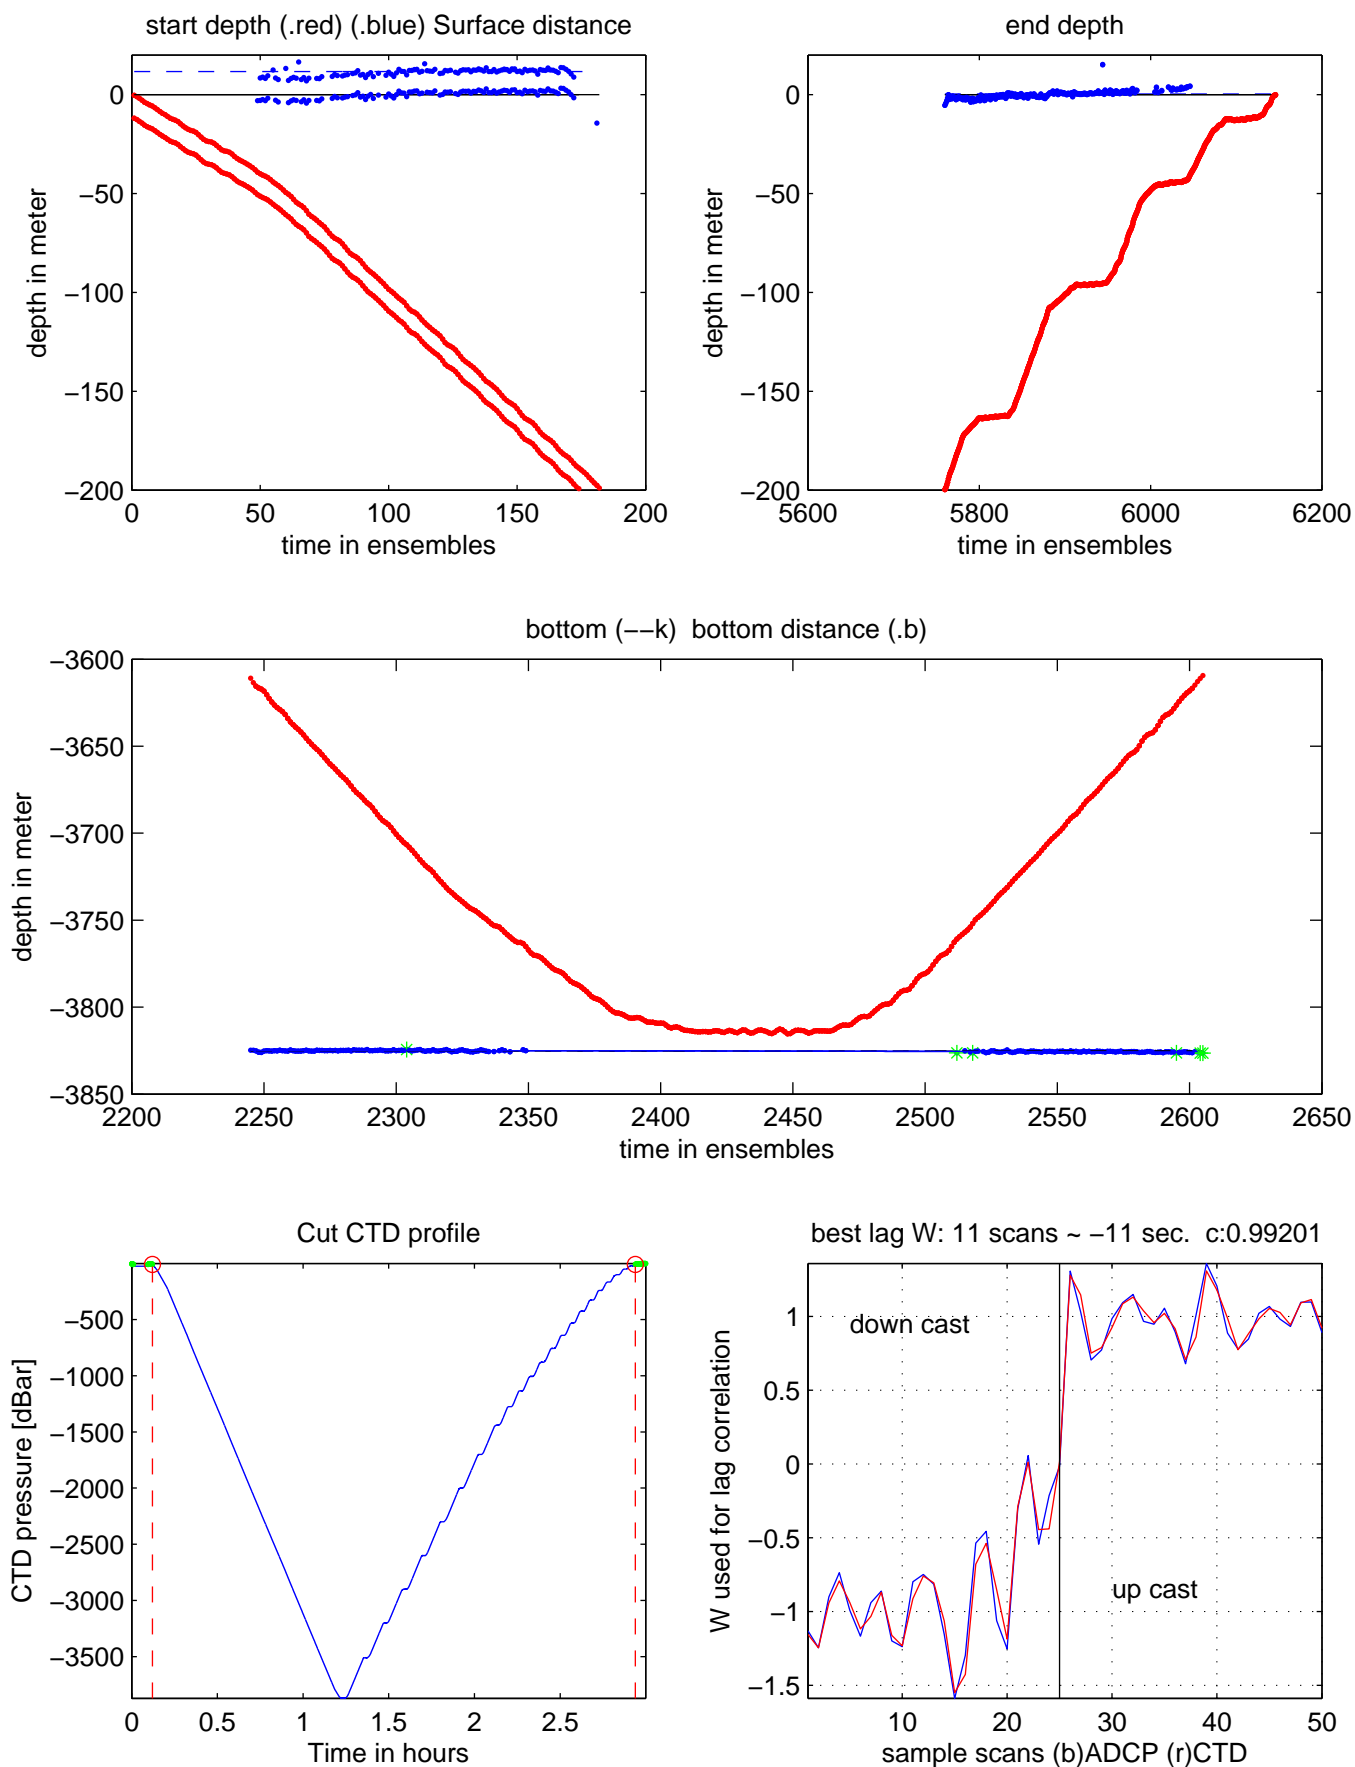 start depth (.red) (.blue) Surface distance
end depth
0
−50
−100
−150
−200
depth in meter
0 50 100 150 200
time in ensembles
0
−50
−100
−150
−200
depth in meter
5600 5800 6000 6200
time in ensembles
bottom (−−k) bottom distance (.b)
−3600
−3650
−3700
−3750
−3800
−3850
depth in meter
2200 2250 2300 2350 2400 2450 2500 2550 2600 2650
time in ensembles
Cut CTD profile
−500
−1000
−1500
−2000
−2500
−3000
−3500
CTD pressure [dBar]
0 0.5 1 1.5 2 2.5
Time in hours
best lag W: 11 scans ~ −11 sec. c:0.99201
down cast
up cast
1
0.5
0
−0.5
−1
−1.5
W used for lag correlation
10 20 30 40 50
sample scans (b)ADCP (r)CTD